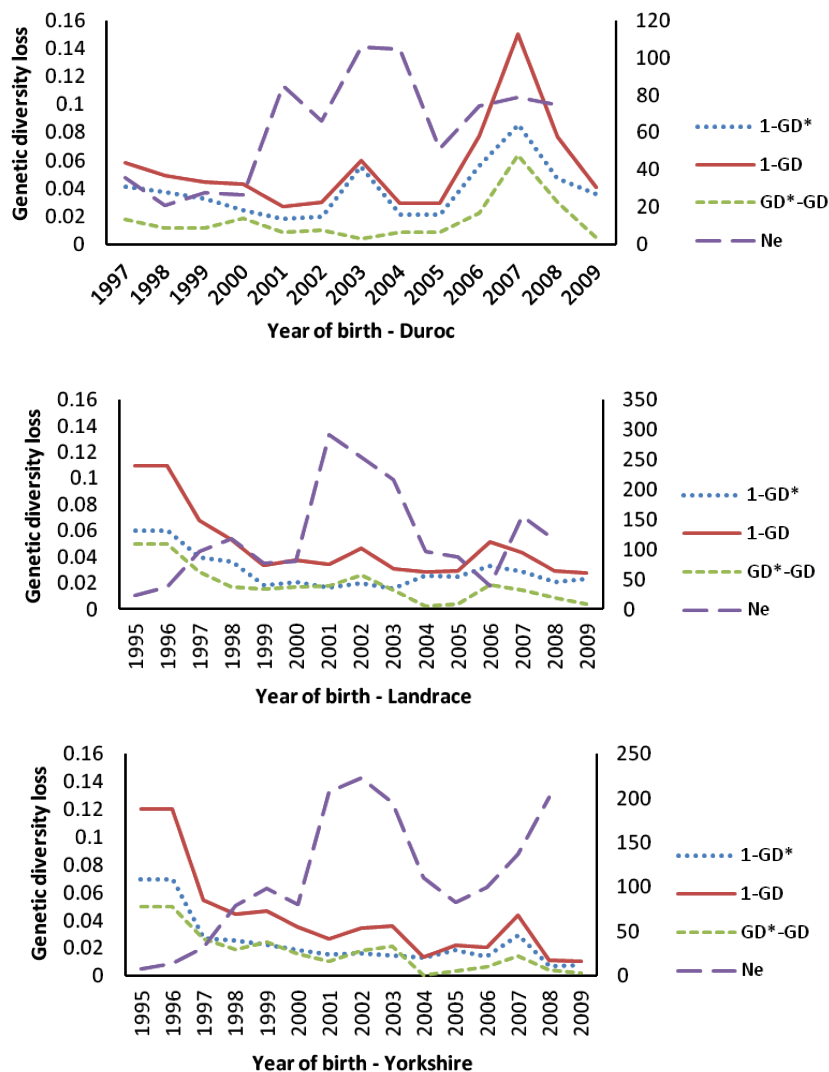 0.16
0.14
0.12
0.1
0.08
0.06
0.04
0.02
0
Genetic diversity loss
120
100
80
60
40
20
0
1-GD*
1-GD
GD*-GD
Ne
1997 1998 1999 2000 2001 2002 2003 2004 2005 2006 2007 2008 2009
Year of birth - Duroc
0.16
0.14
0.12
0.1
0.08
0.06
0.04
0.02
0
Genetic diversity loss
350
300
250
200
150
100
50
0
1-GD*
1-GD
GD*-GD
Ne
1995 1996 1997 1998 1999 2000 2001 2002 2003 2004 2005 2006 2007 2008 2009
Year of birth - Landrace
0.16
0.14
0.12
0.1
0.08
0.06
0.04
0.02
0
Genetic diversity loss
250
200
150
100
50
0
1-GD*
1-GD
GD*-GD
Ne
1995 1996 1997 1998 1999 2000 2001 2002 2003 2004 2005 2006 2007 2008 2009
Year of birth - Yorkshire